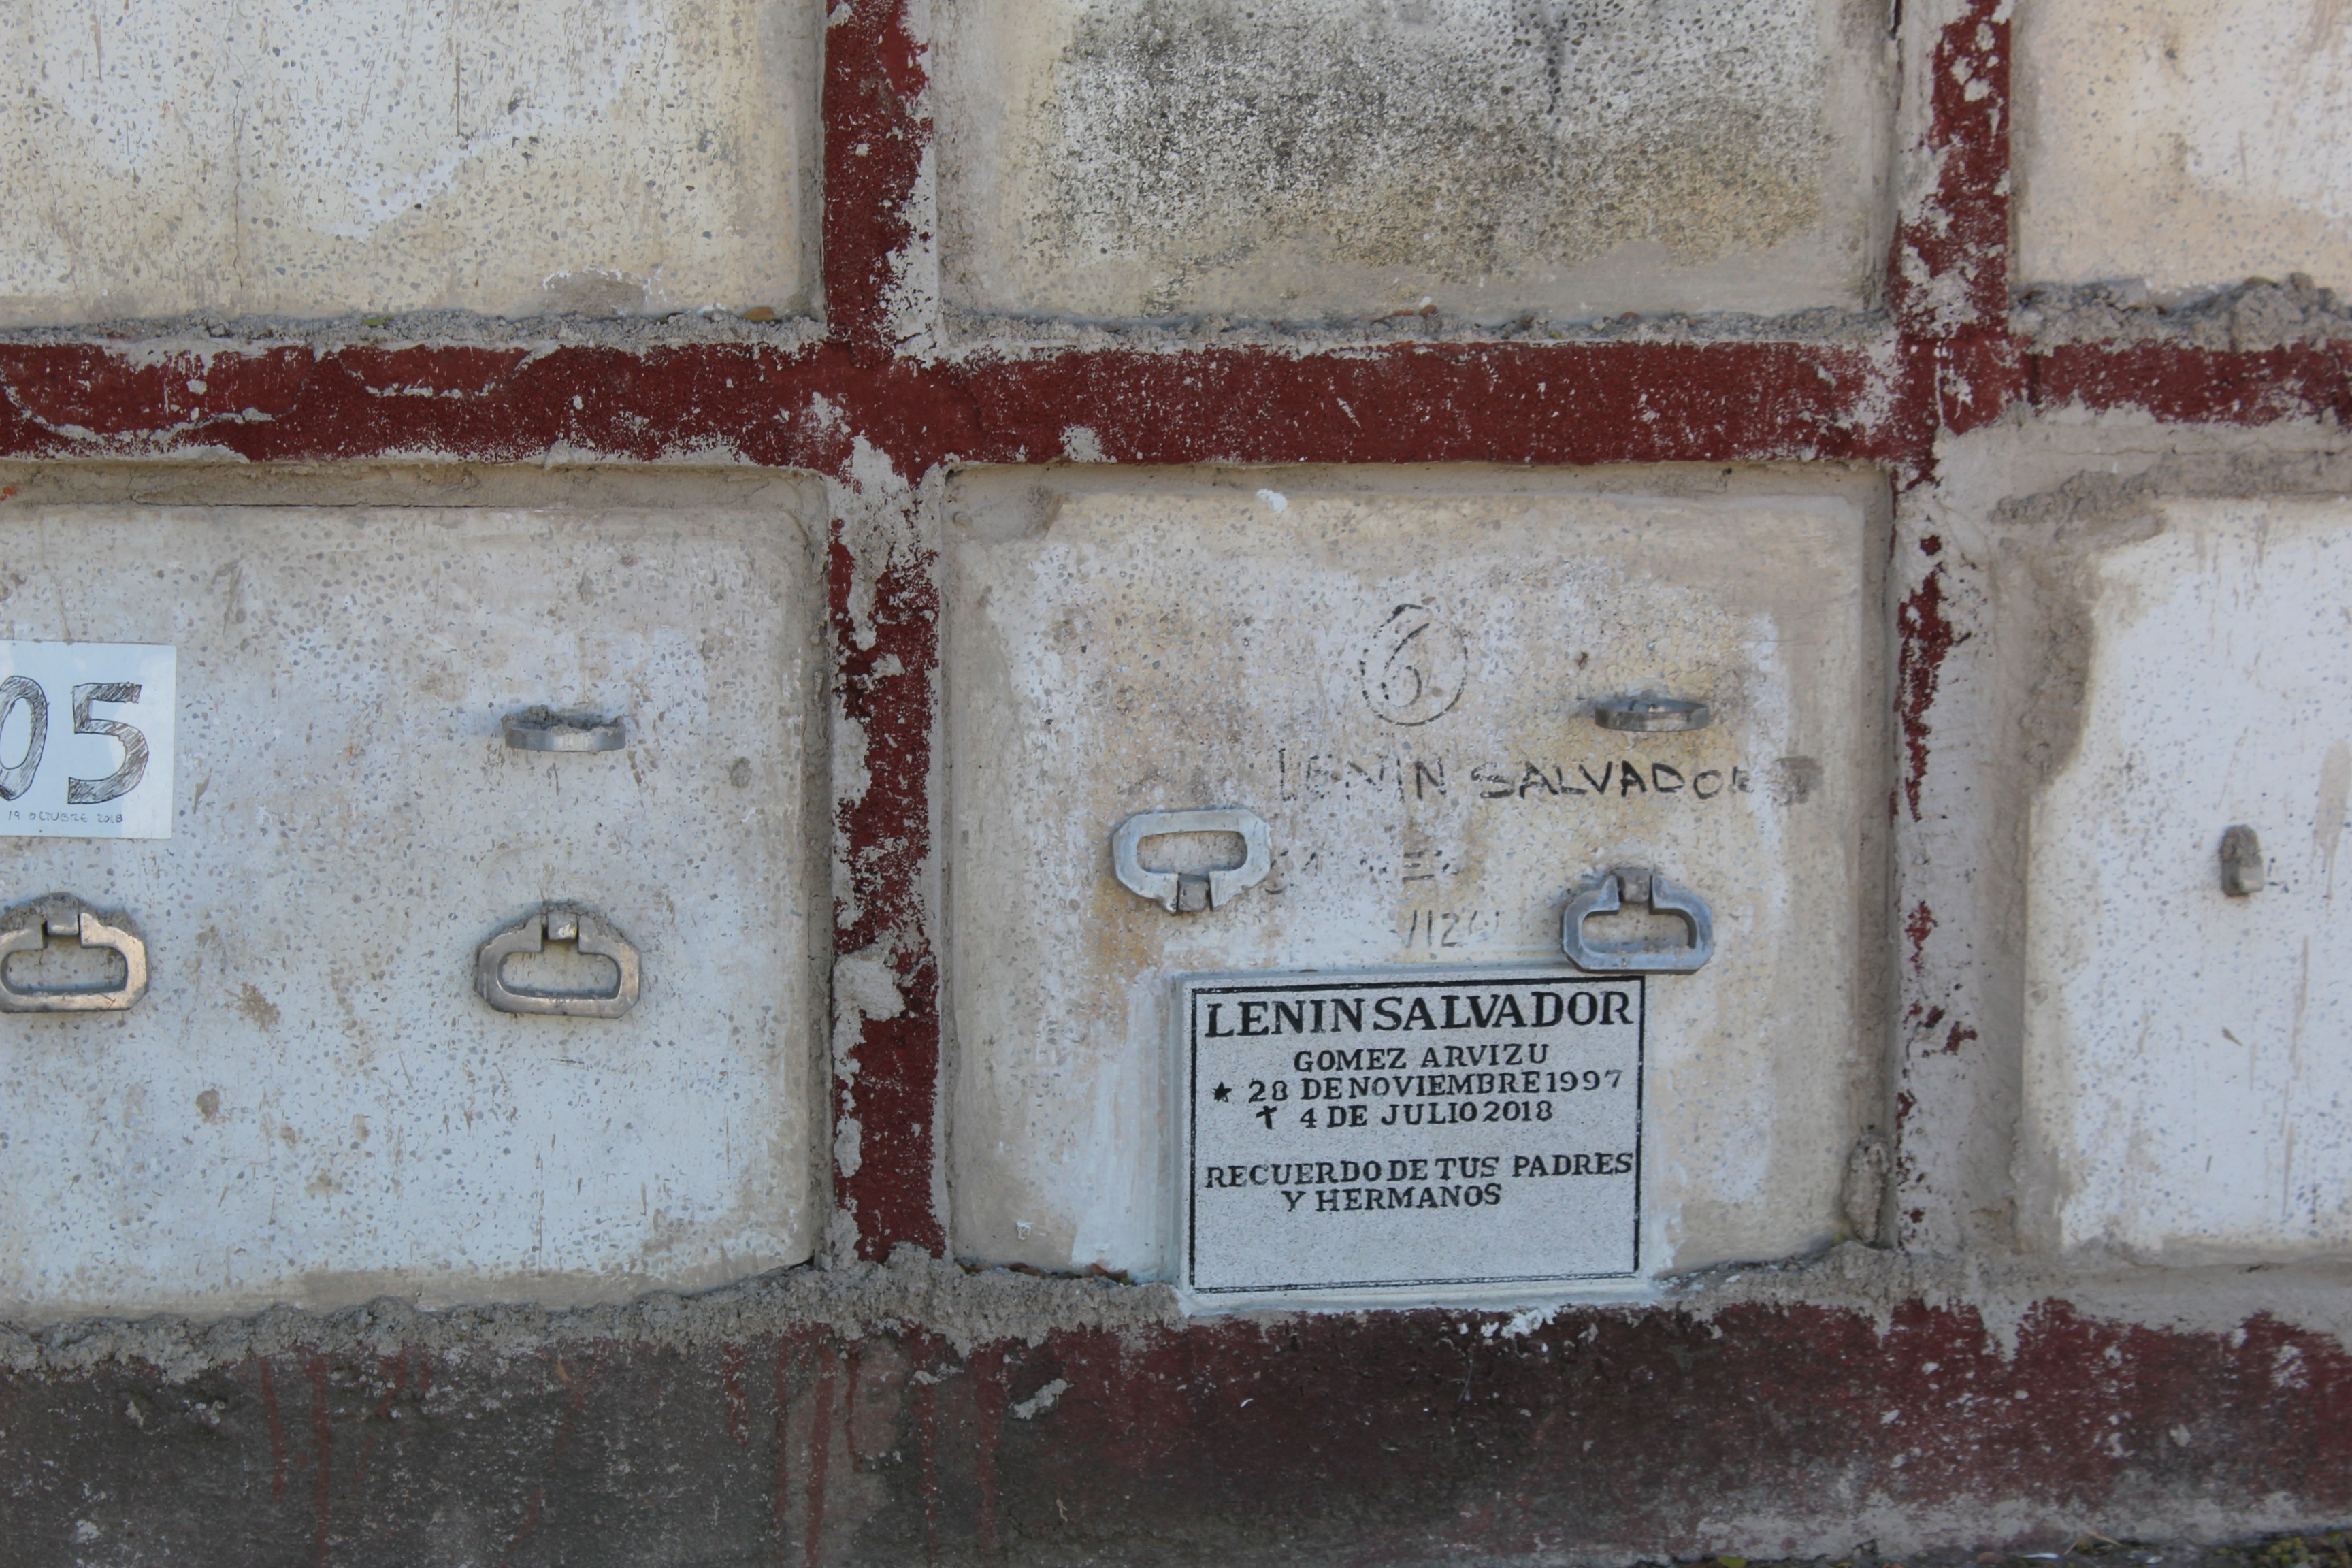 05
19 OCTUBRE 2018
6
LENIN SALVADOR
LENIN SALVADOR
GOMEZ ARVIZU
★ 28 DE NOVIEMBRE 1997
✝ 4 DE JULIO 2018
RECUERDO DE TUS PADRES
Y HERMANOS